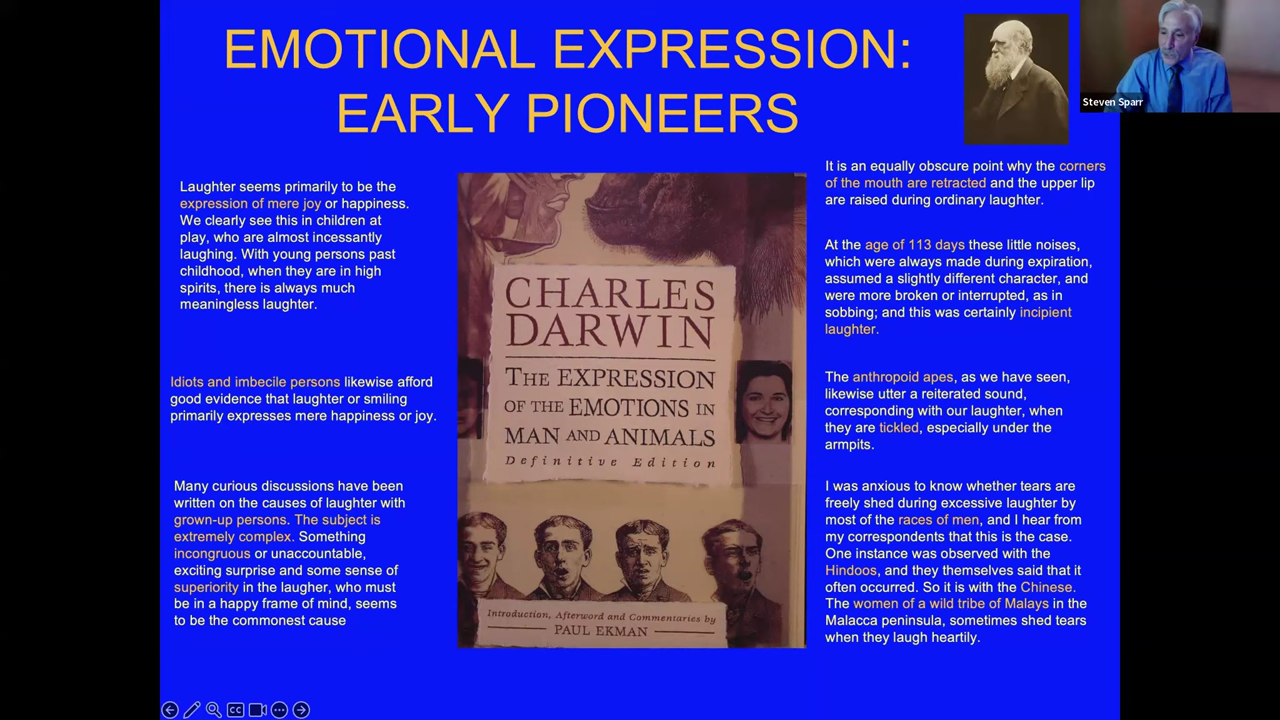 EMOTIONAL EXPRESSION:
EARLY PIONEERS
Steven Sparr
Laughter seems primarily to be the
expression of mere joy or happiness.
We clearly see this in children at
play, who are almost incessantly
laughing. With young persons past
childhood, when they are in high
spirits, there is always much
meaningless laughter.
Idiots and imbecile persons likewise afford
good evidence that laughter or smiling
primarily expresses mere happiness or joy.
Many curious discussions have been
written on the causes of laughter with
grown-up persons. The subject is
extremely complex. Something
incongruous or unaccountable,
exciting surprise and some sense of
superiority in the laugher, who must
be in a happy frame of mind, seems
to be the commonest cause
CHARLES
DARWIN
THE EXPRESSION
OF THE EMOTIONS IN
MAN AND ANIMALS
Definitive Edition
Introduction, Afterword and Commentaries by
PAUL EKMAN
It is an equally obscure point why the corners
of the mouth are retracted and the upper lip
are raised during ordinary laughter.
At the age of 113 days these little noises,
which were always made during expiration,
assumed a slightly different character, and
were more broken or interrupted, as in
sobbing; and this was certainly incipient
laughter.
The anthropoid apes, as we have seen,
likewise utter a reiterated sound,
corresponding with our laughter, when
they are tickled, especially under the
armpits.
I was anxious to know whether tears are
freely shed during excessive laughter by
most of the races of men, and I hear from
my correspondents that this is the case.
One instance was observed with the
Hindoos, and they themselves said that it
often occurred. So it is with the Chinese.
The women of a wild tribe of Malays in the
Malacca peninsula, sometimes shed tears
when they laugh heartily.
CC